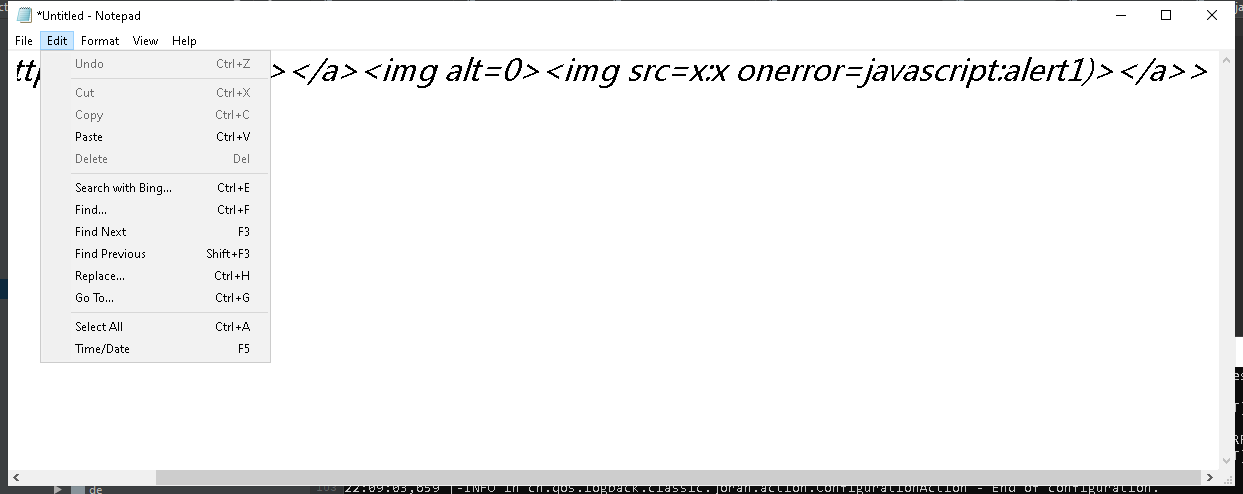 *Untitled - Notepad
File Edit Format View Help
ttp ></a><img alt=0><img src=x:x onerror=javascript:alert1)></a>>
Undo Ctrl+Z
Cut Ctrl+X
Copy Ctrl+C
Paste Ctrl+V
Delete Del
Search with Bing... Ctrl+E
Find... Ctrl+F
Find Next F3
Find Previous Shift+F3
Replace... Ctrl+H
Go To... Ctrl+G
Select All Ctrl+A
Time/Date F5
de 22:09:03,659 |-INFO in ch.qos.logback.classic.joran.action.ConfigurationAction - End of configuration.